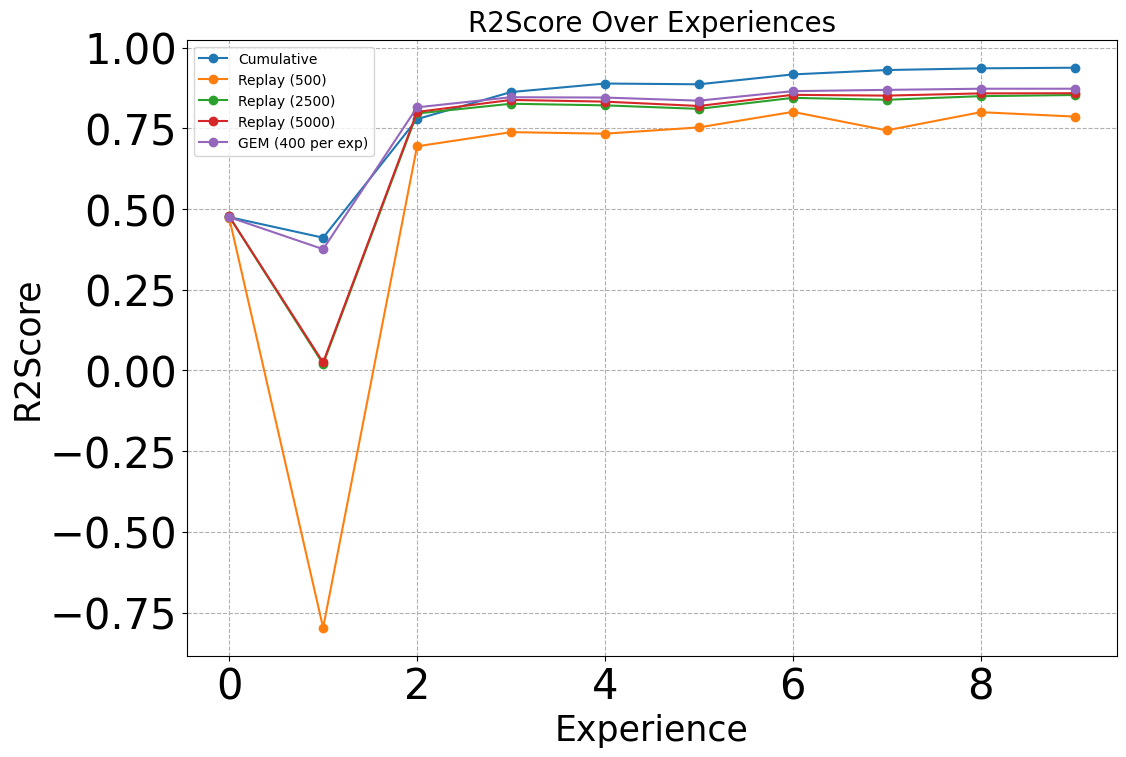 R2Score Over Experiences
1.00
0.75
0.50
0.25
0.00
−0.25
−0.50
−0.75
R2Score
Cumulative
Replay (500)
Replay (2500)
Replay (5000)
GEM (400 per exp)
0 2 4 6 8
Experience